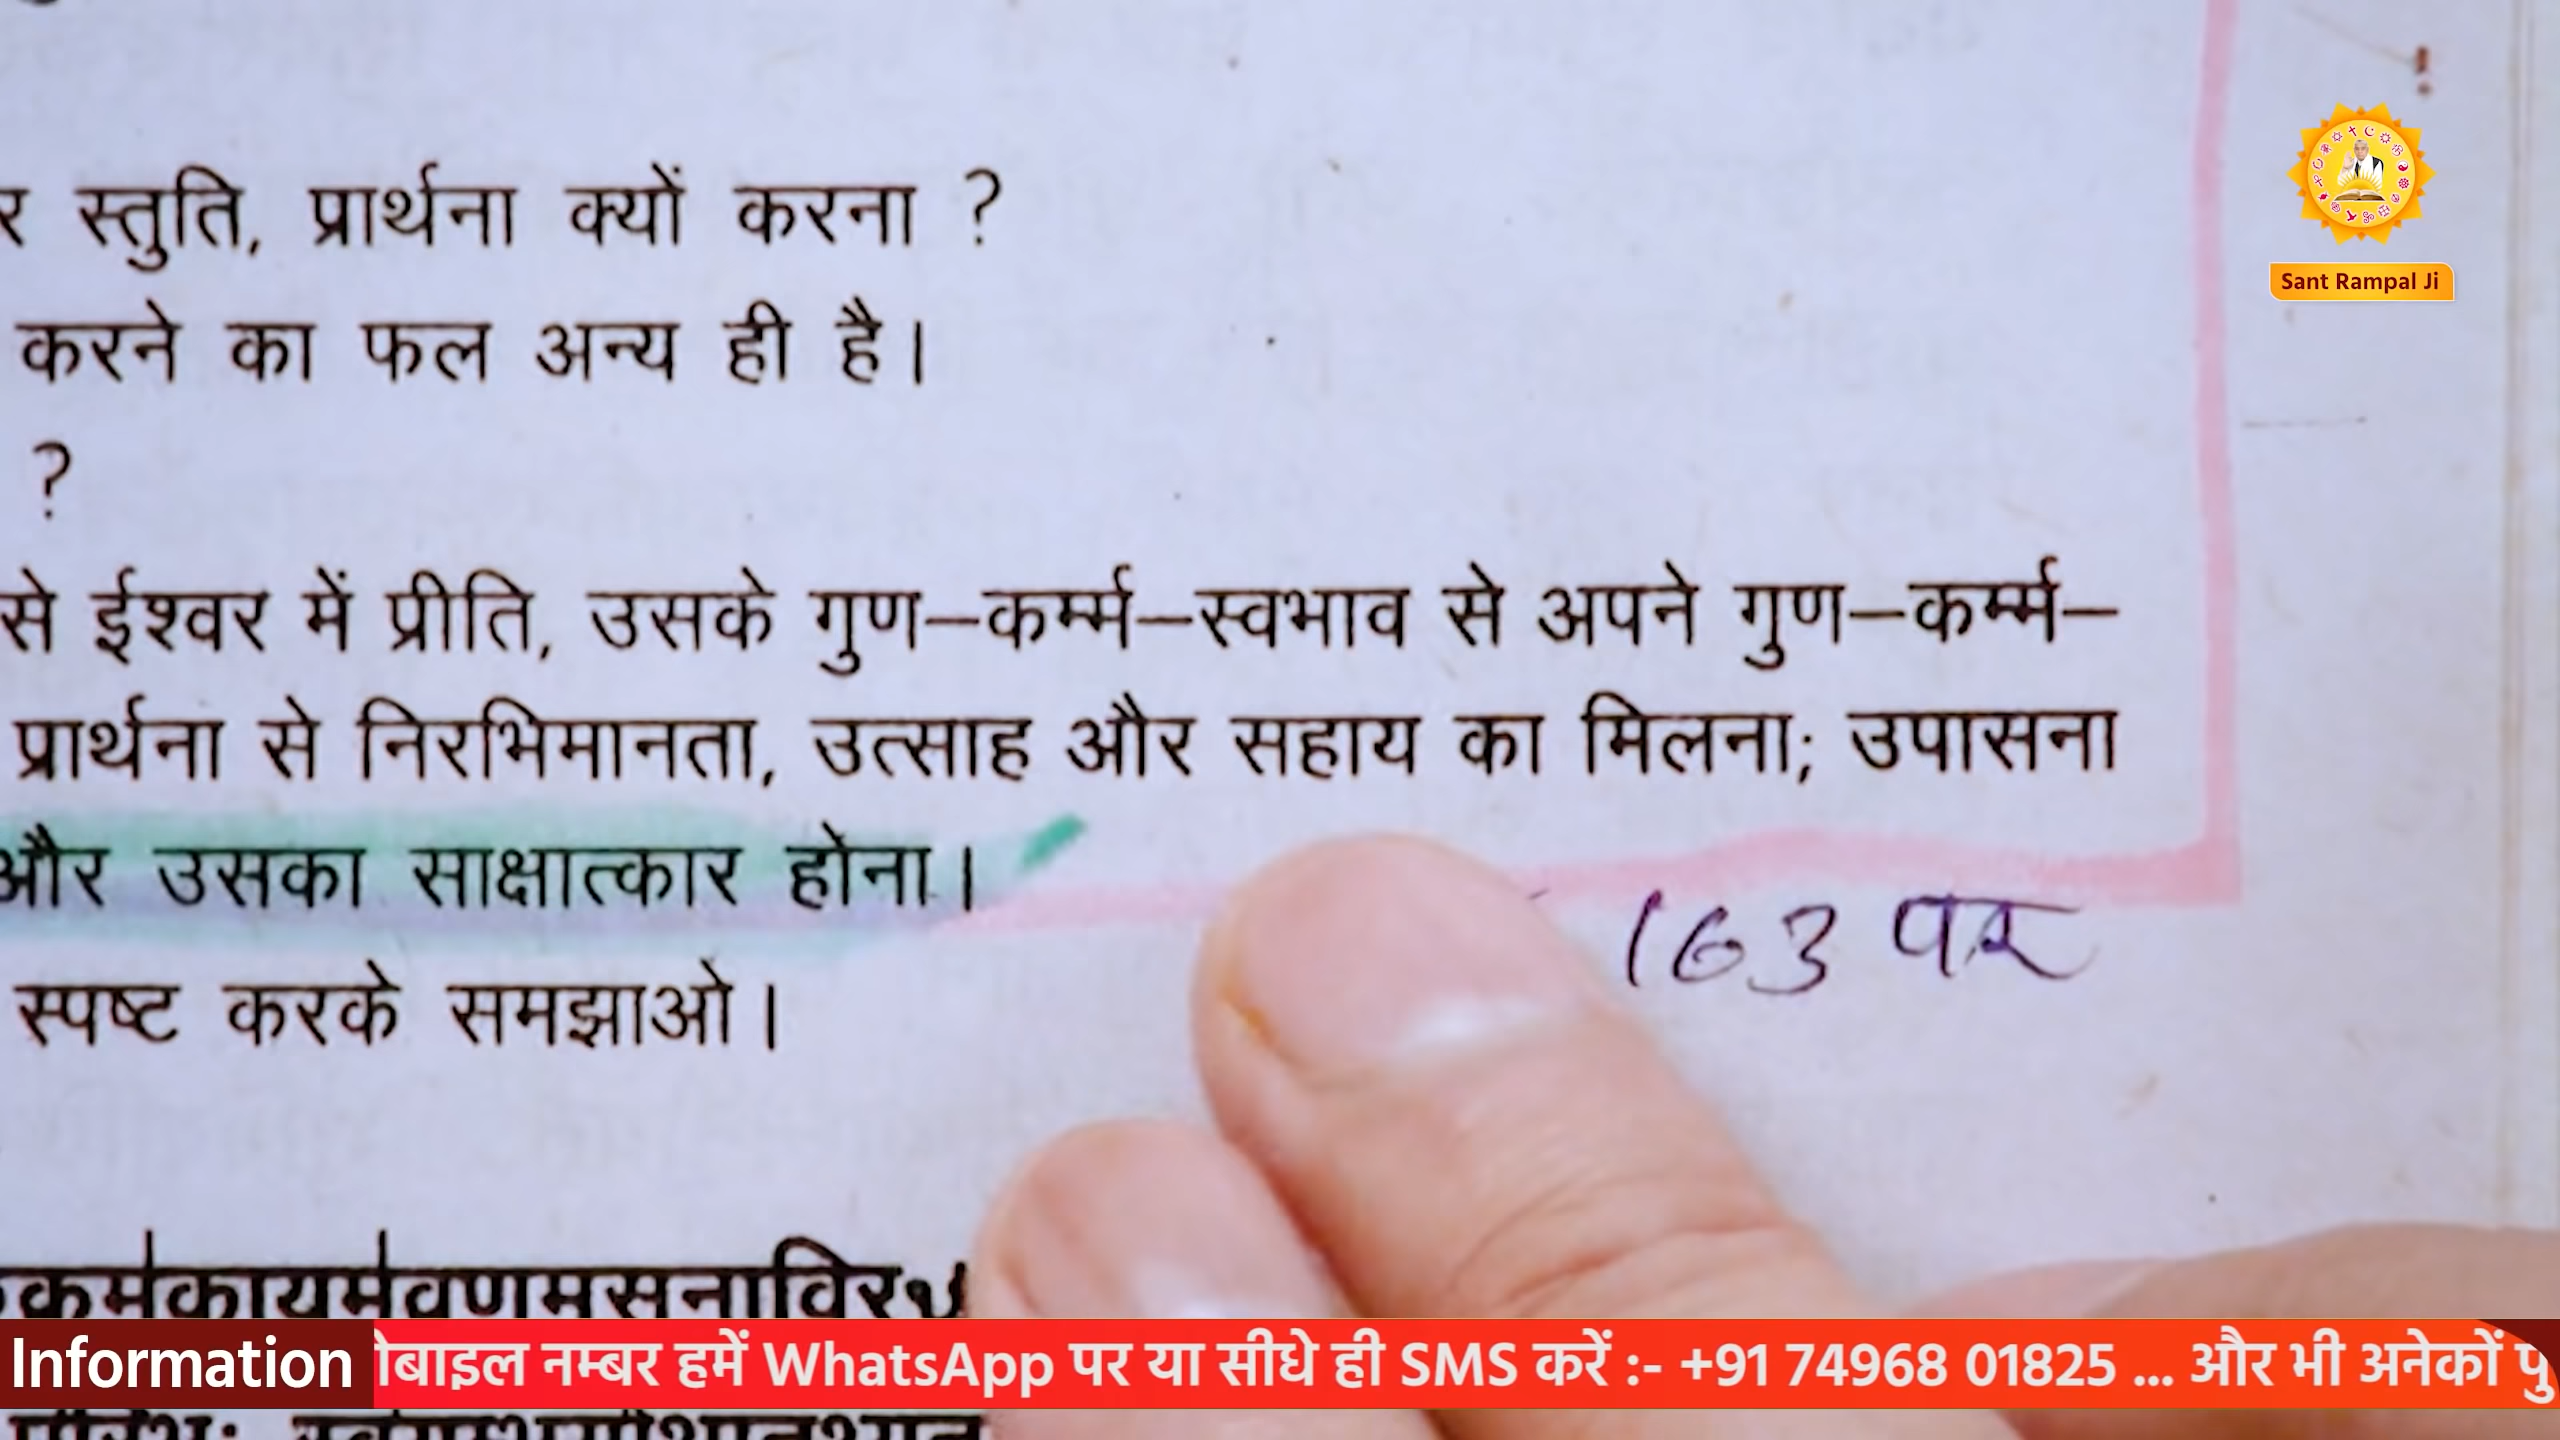 र स्तुति, प्रार्थना क्यों करना ?
करने का फल अन्य ही है।
?
से ईश्वर में प्रीति, उसके गुण–कर्म्म–स्वभाव से अपने गुण–कर्म्म–
प्रार्थना से निरभिमानता, उत्साह और सहाय का मिलना; उपासना
और उसका साक्षात्कार होना।
163 पर
स्पष्ट करके समझाओ।
Sant Rampal Ji
Information
ोबाइल नम्बर हमें WhatsApp पर या सीधे ही SMS करें :- +91 74968 01825 ... और भी अनेकों पु